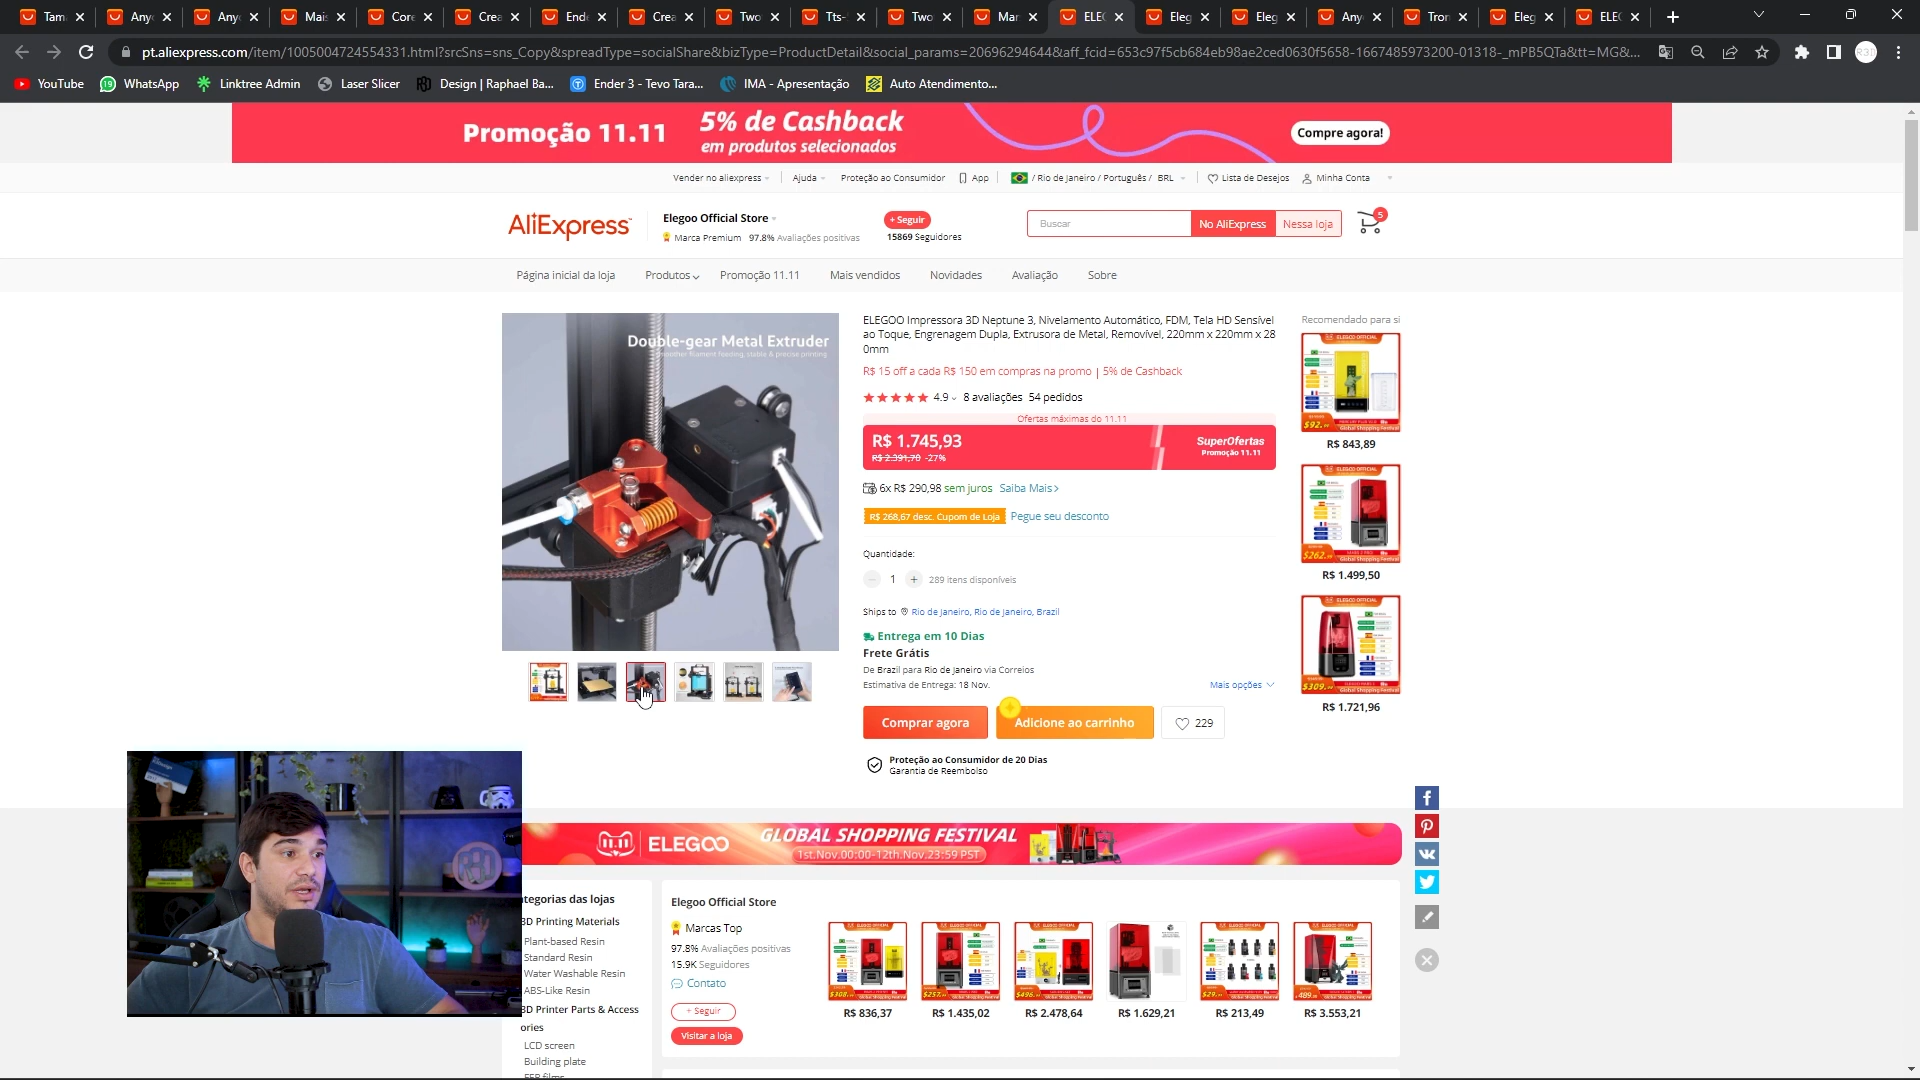 Tam
Any
Any
Mais
Core
Crea
Ende
Crea
Two
Tts-
Two
Mar
ELEC
Eleg
Eleg
Any
Tron
Eleg
ELEC
pt.aliexpress.com/item/1005004724554331.html?srcSns=sns_Copy&spreadType=socialShare&bizType=ProductDetail&social_params=20696294644&aff_fcid=653c97f5cb684eb98ae2ced0630f5658-1667485973200-01318-_mPB5QTa&tt=MG&...
YouTube
WhatsApp
Linktree Admin
Laser Slicer
Design | Raphael Ba...
Ender 3 - Tevo Tara...
IMA - Apresentação
Auto Atendimento...
Promoção 11.11
5% de Cashback
em produtos selecionados
Compre agora!
Vender no aliexpress
Ajuda
Proteção ao Consumidor
App
/ Rio de Janeiro / Português / BRL
Lista de Desejos
Minha Conta
AliExpress
Elegoo Official Store
Marca Premium 97.8% Avaliações positivas
+ Seguir
15869 Seguidores
Buscar
No AliExpress
Nessa loja
5
Página inicial da loja
Produtos
Promoção 11.11
Mais vendidos
Novidades
Avaliação
Sobre
Double-gear Metal Extruder
smoother filament feeding, stable & precise printing
ELEGOO Impressora 3D Neptune 3, Nivelamento Automático, FDM, Tela HD Sensível
ao Toque, Engrenagem Dupla, Extrusora de Metal, Removível, 220mm x 220mm x 28
0mm
R$ 15 off a cada R$ 150 em compras na promo | 5% de Cashback
4.9 8 avaliações 54 pedidos
Ofertas máximas do 11.11
R$ 1.745,93
R$ 2.391,70 -27%
SuperOfertas
Promoção 11.11
6x R$ 290,98 sem juros Saiba Mais >
R$ 268,67 desc. Cupom de Loja Pegue seu desconto
Quantidade:
− 1 + 289 itens disponíveis
Ships to Rio de Janeiro, Rio de Janeiro, Brazil
Entrega em 10 Dias
Frete Grátis
De Brazil para Rio de Janeiro via Correios
Estimativa de Entrega: 18 Nov.
Mais opções
Comprar agora
Adicione ao carrinho
229
Proteção ao Consumidor de 20 Dias
Garantia de Reembolso
Recomendado para si
R$ 843,89
R$ 1.499,50
R$ 1.721,96
11.11
ELEGOO
GLOBAL SHOPPING FESTIVAL
1st.Nov.00:00-12th.Nov.23:59 PST
ategorias das lojas
3D Printing Materials
Plant-based Resin
Standard Resin
Water Washable Resin
ABS-Like Resin
3D Printer Parts & Access
ories
LCD screen
Building plate
FEP films
Elegoo Official Store
Marcas Top
97.8% Avaliações positivas
15.9K Seguidores
Contato
+ Seguir
Visitar a loja
R$ 836,37
R$ 1.435,02
R$ 2.478,64
R$ 1.629,21
R$ 213,49
R$ 3.553,21